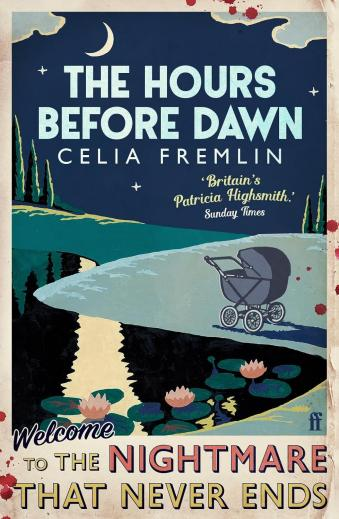 THE HOURS
BEFORE DAWN
CELIA FREMLIN
‘Britain's
Patricia Highsmith.’
Sunday Times
ff
Welcome
TO THE NIGHTMARE
THAT NEVER ENDS